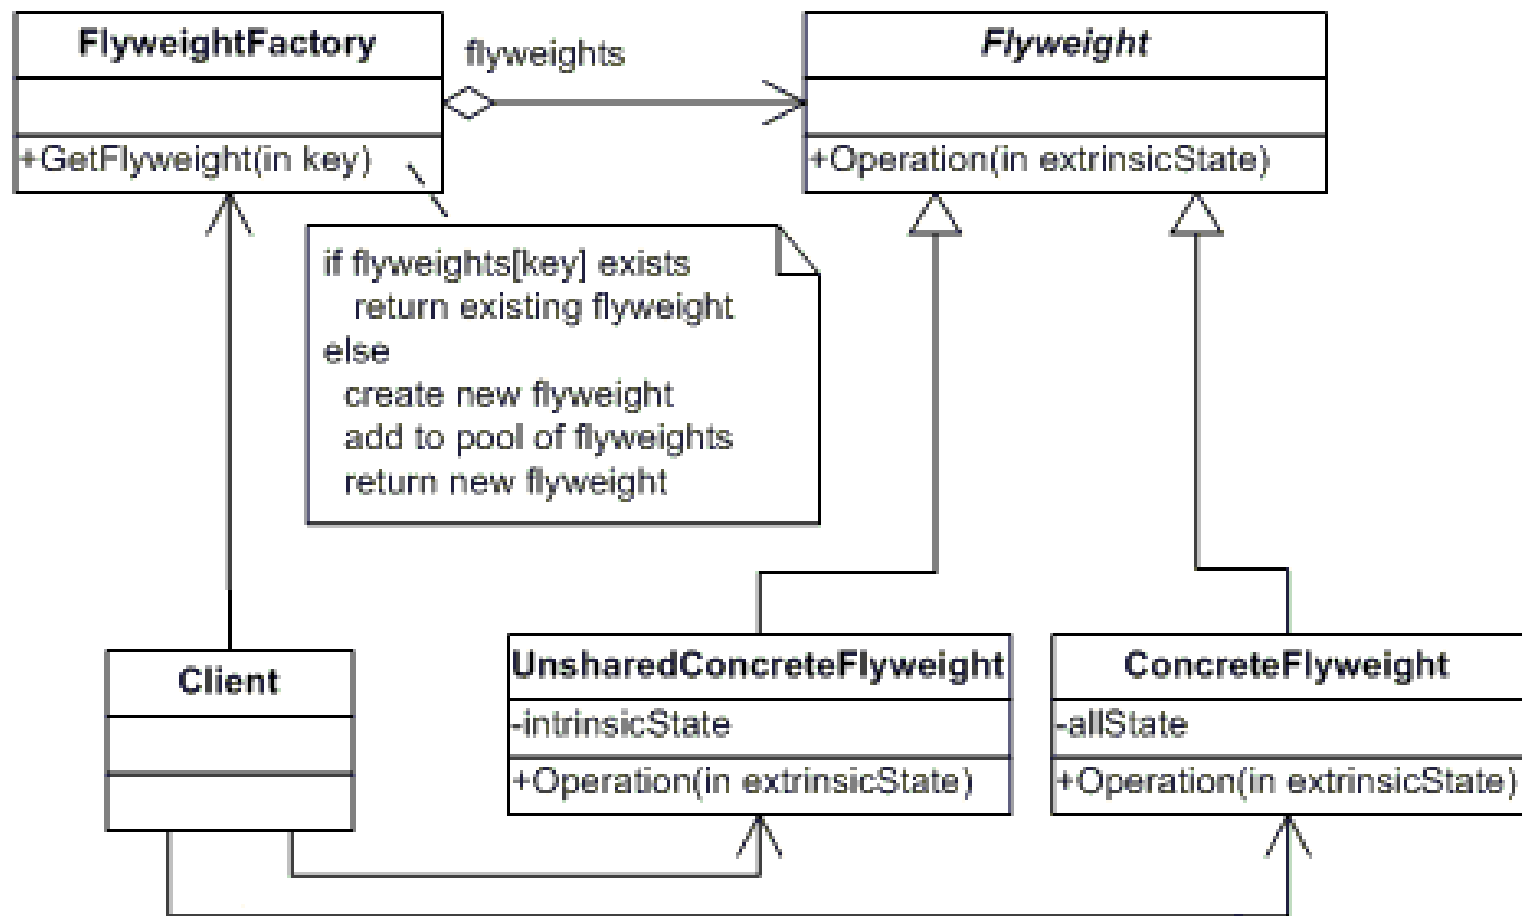 FlyweightFactory
+GetFlyweight(in key)
flyweights
Flyweight
+Operation(in extrinsicState)
if flyweights[key] exists
return existing flyweight
else
create new flyweight
add to pool of flyweights
return new flyweight
Client
UnsharedConcreteFlyweight
-intrinsicState
+Operation(in extrinsicState)
ConcreteFlyweight
-allState
+Operation(in extrinsicState)